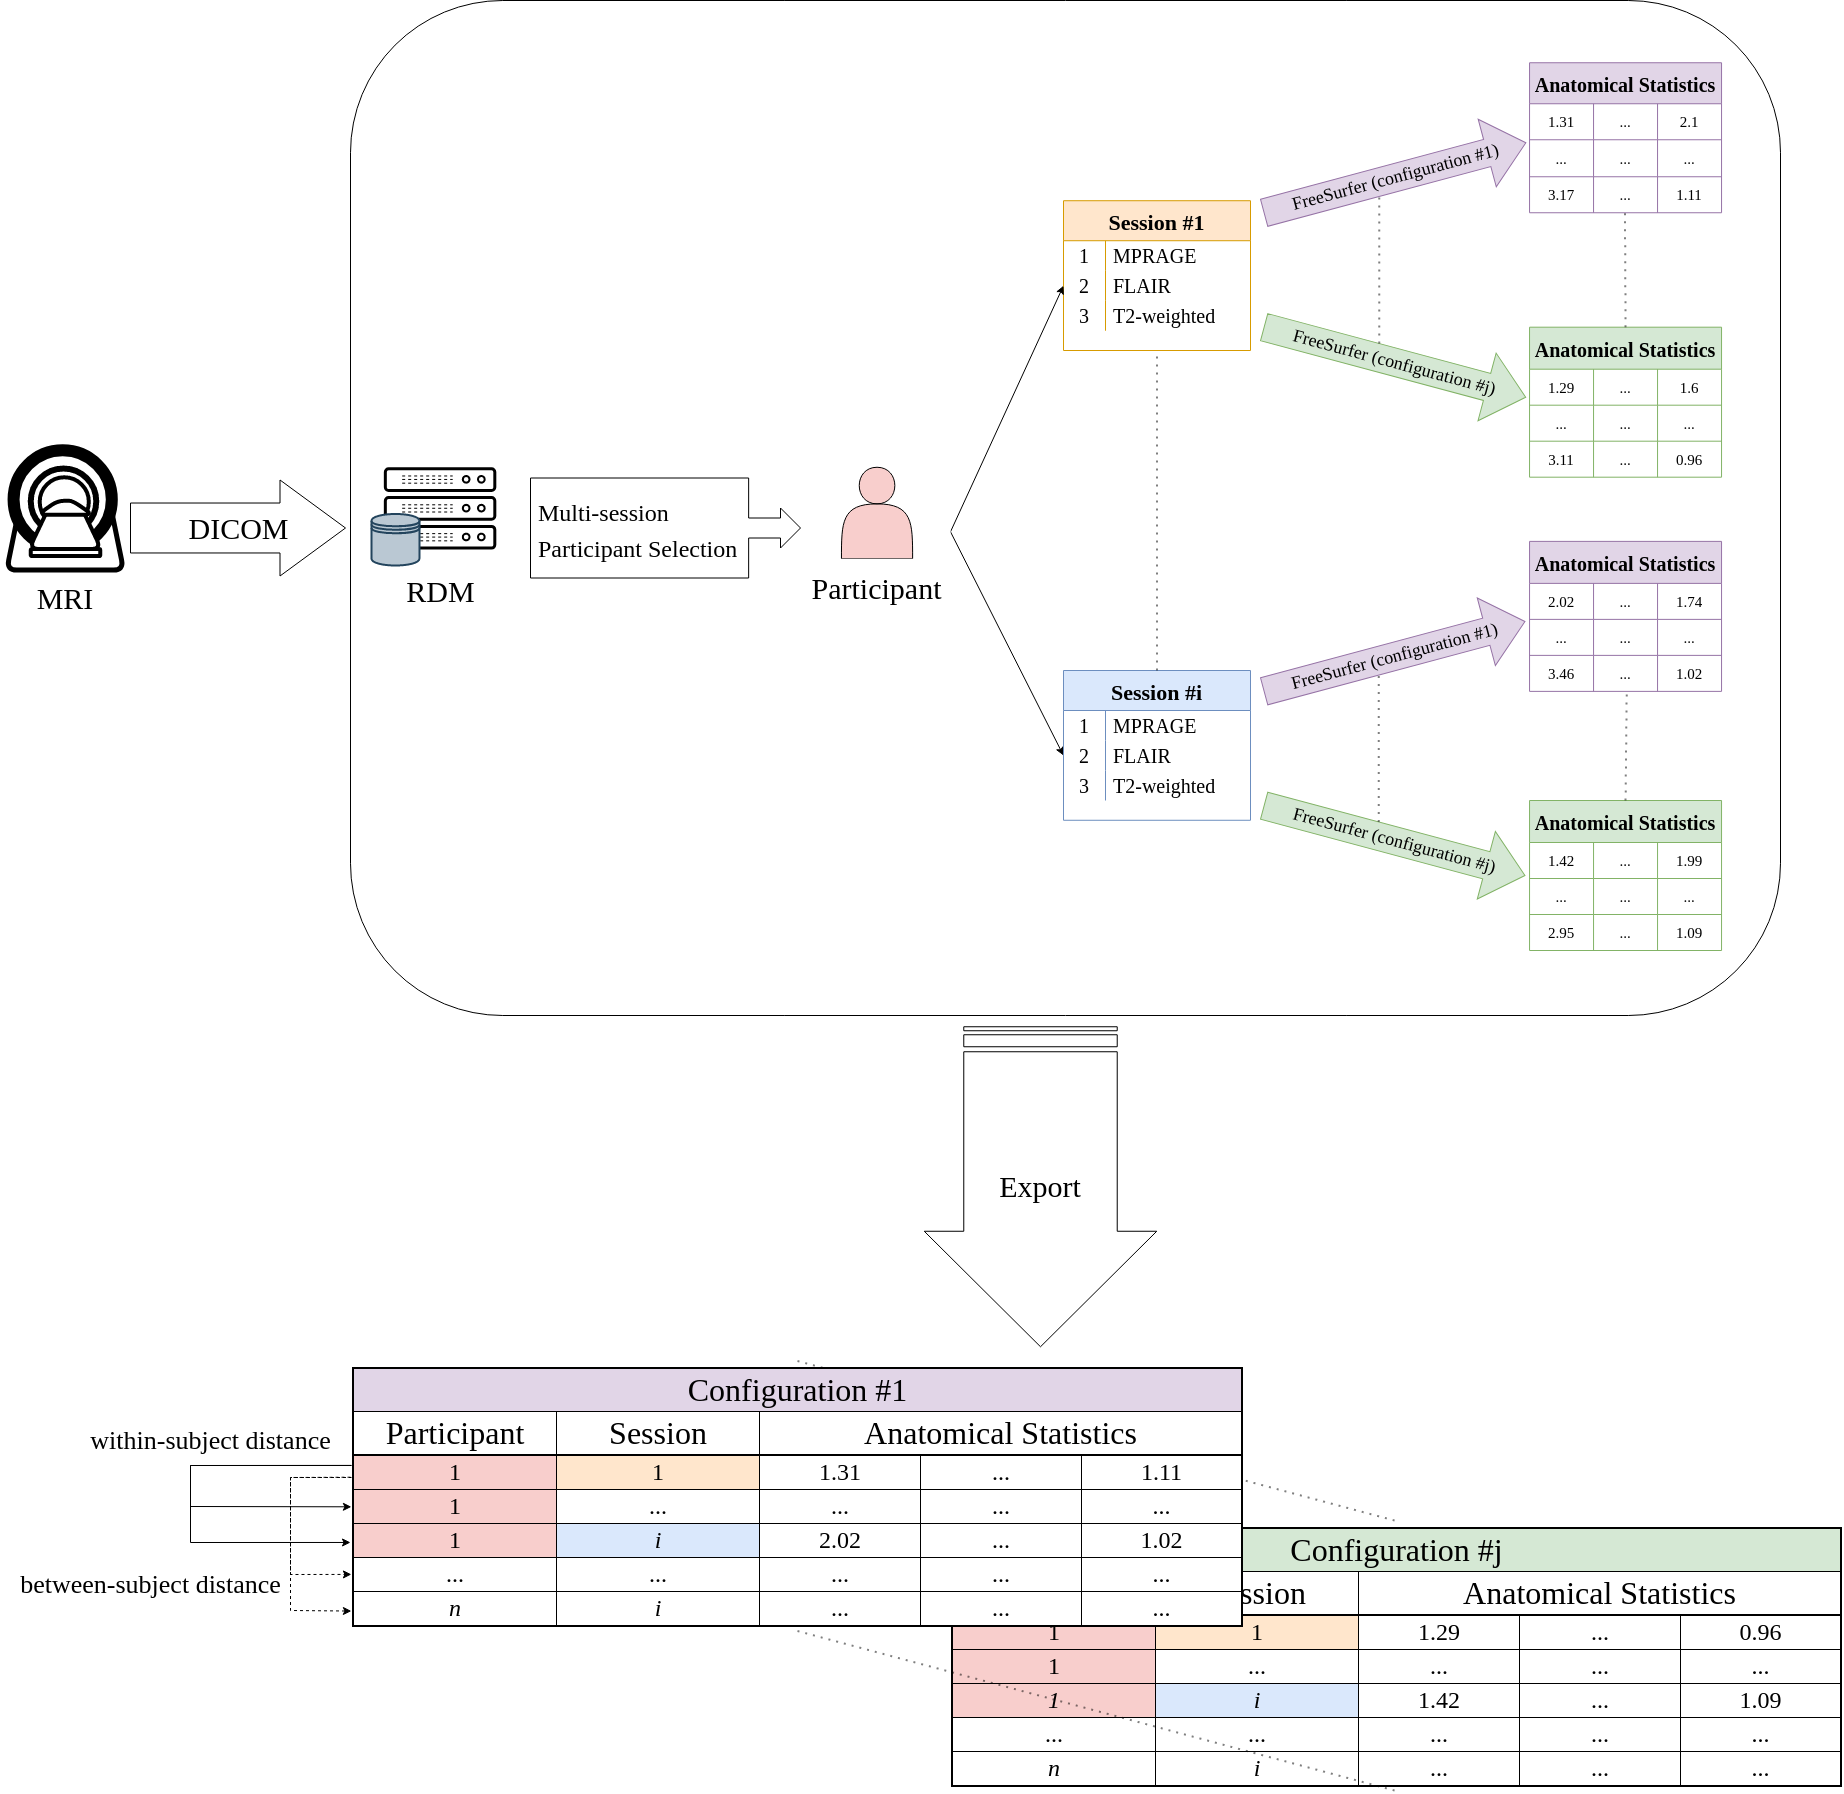 MRI
DICOM
RDM
Multi-session
Participant Selection
Participant
Session #1
1 MPRAGE
2 FLAIR
3 T2-weighted
Session #i
1 MPRAGE
2 FLAIR
3 T2-weighted
FreeSurfer (configuration #1)
FreeSurfer (configuration #j)
FreeSurfer (configuration #1)
FreeSurfer (configuration #j)
Anatomical Statistics
1.31 ... 2.1
... ... ...
3.17 ... 1.11
Anatomical Statistics
1.29 ... 1.6
... ... ...
3.11 ... 0.96
Anatomical Statistics
2.02 ... 1.74
... ... ...
3.46 ... 1.02
Anatomical Statistics
1.42 ... 1.99
... ... ...
2.95 ... 1.09
Export
within-subject distance
between-subject distance
Configuration #1
Participant Session Anatomical Statistics
1 1 1.31 ... 1.11
1 ... ... ... ...
1 i 2.02 ... 1.02
... ... ... ... ...
n i ... ... ...
Configuration #j
ssion Anatomical Statistics
1 1 1.29 ... 0.96
1 ... ... ... ...
1 i 1.42 ... 1.09
... ... ... ... ...
n i ... ... ...